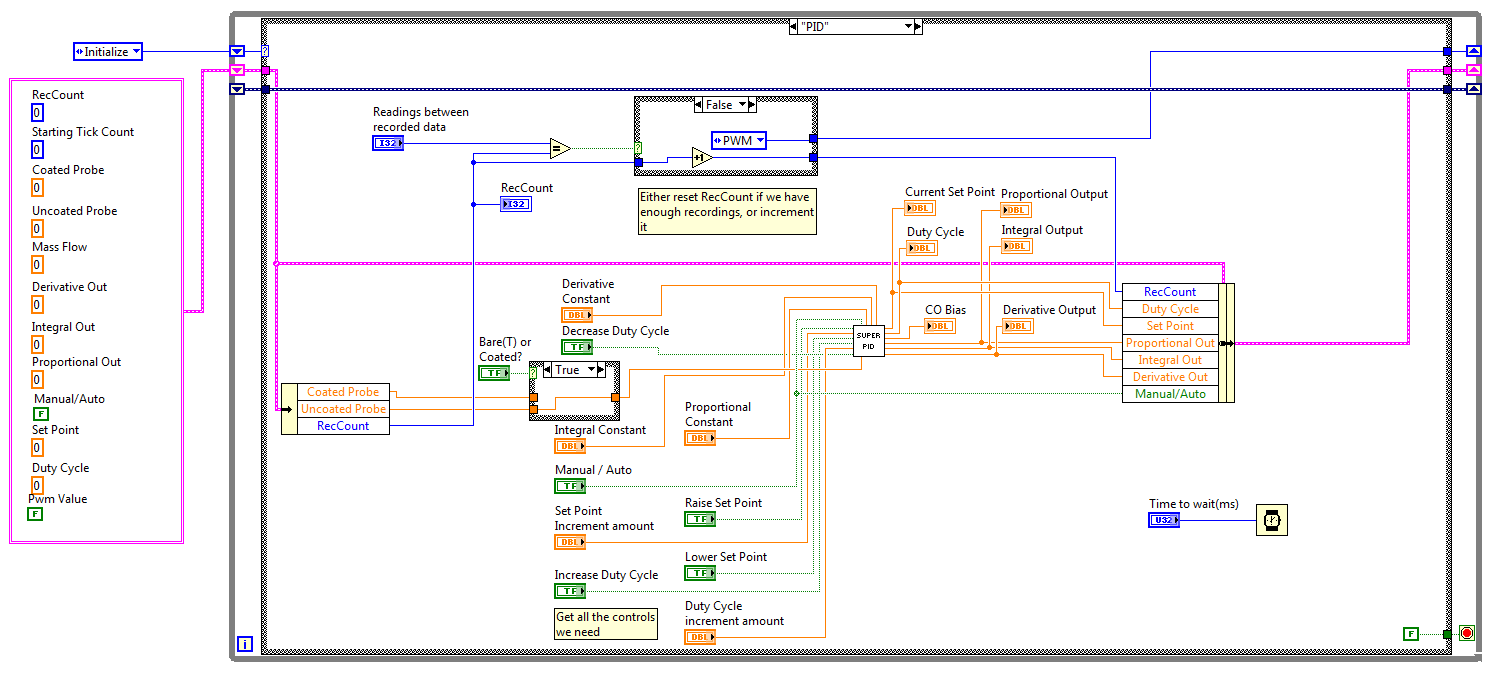 "PID"
Initialize
RecCount
0
Starting Tick Count
0
Coated Probe
0
Uncoated Probe
0
Mass Flow
0
Derivative Out
0
Integral Out
0
Proportional Out
0
Manual/Auto
F
Set Point
0
Duty Cycle
0
Pwm Value
F
?
Readings between
recorded data
I32
=
False
?
PWM
+1
RecCount
I32
Either reset RecCount if we have
enough recordings, or increment
it
Current Set Point
DBL
Proportional Output
DBL
Duty Cycle
DBL
Integral Output
DBL
Derivative
Constant
DBL
Decrease Duty Cycle
TF
CO Bias
DBL
Derivative Output
DBL
Bare(T) or
Coated?
TF
?
True
SUPER
PID
Coated Probe
Uncoated Probe
RecCount
RecCount
Duty Cycle
Set Point
Proportional Out
Integral Out
Derivative Out
Manual/Auto
Integral Constant
DBL
Proportional
Constant
DBL
Manual / Auto
TF
Set Point
Increment amount
DBL
Raise Set Point
TF
Lower Set Point
TF
Increase Duty Cycle
TF
Get all the controls
we need
Duty Cycle
increment amount
DBL
Time to wait(ms)
U32
i
F